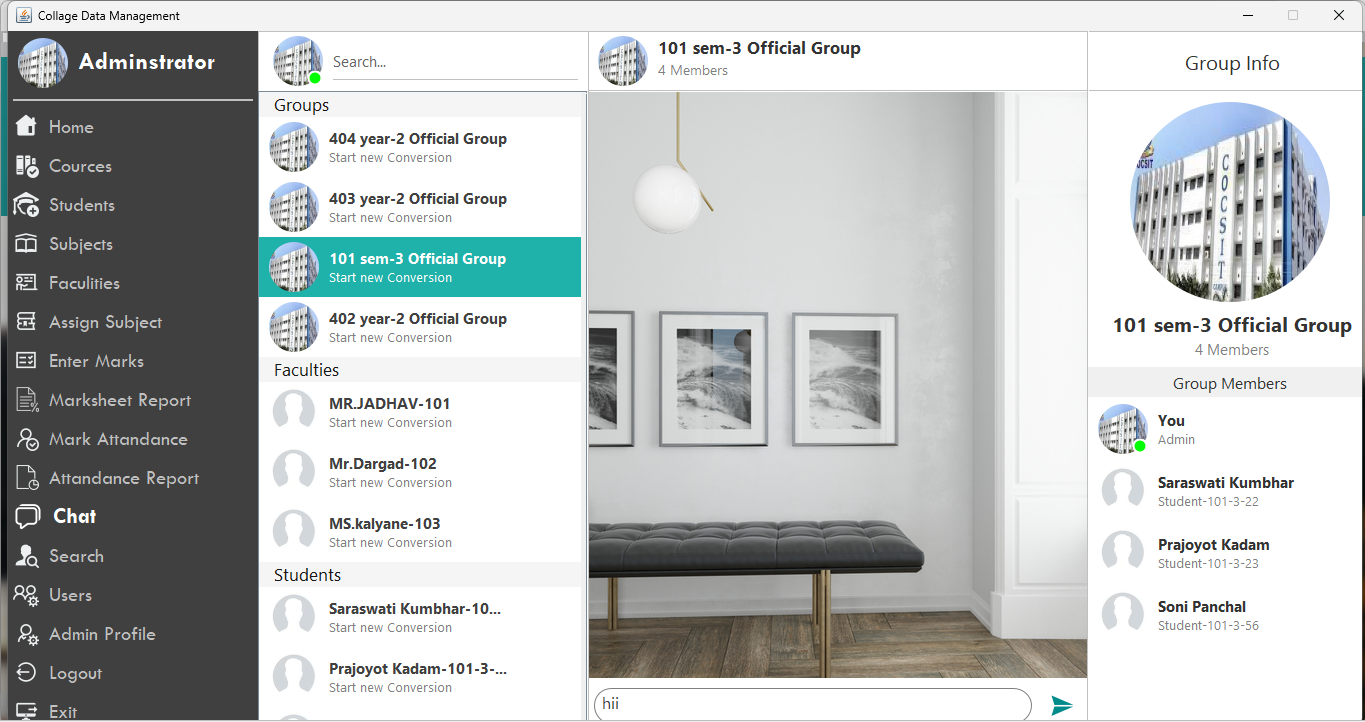 Collage Data Management
Adminstrator
Home
Cources
Students
Subjects
Faculities
Assign Subject
Enter Marks
Marksheet Report
Mark Attandance
Attandance Report
Chat
Search
Users
Admin Profile
Logout
Exit
Search...
Groups
404 year-2 Official Group
Start new Conversion
403 year-2 Official Group
Start new Conversion
101 sem-3 Official Group
Start new Conversion
402 year-2 Official Group
Start new Conversion
Faculties
MR.JADHAV-101
Start new Conversion
Mr.Dargad-102
Start new Conversion
MS.kalyane-103
Start new Conversion
Students
Saraswati Kumbhar-10...
Start new Conversion
Prajoyot Kadam-101-3-...
Start new Conversion
101 sem-3 Official Group
4 Members
hii
Group Info
COCSIT
101 sem-3 Official Group
4 Members
Group Members
You
Admin
Saraswati Kumbhar
Student-101-3-22
Prajoyot Kadam
Student-101-3-23
Soni Panchal
Student-101-3-56